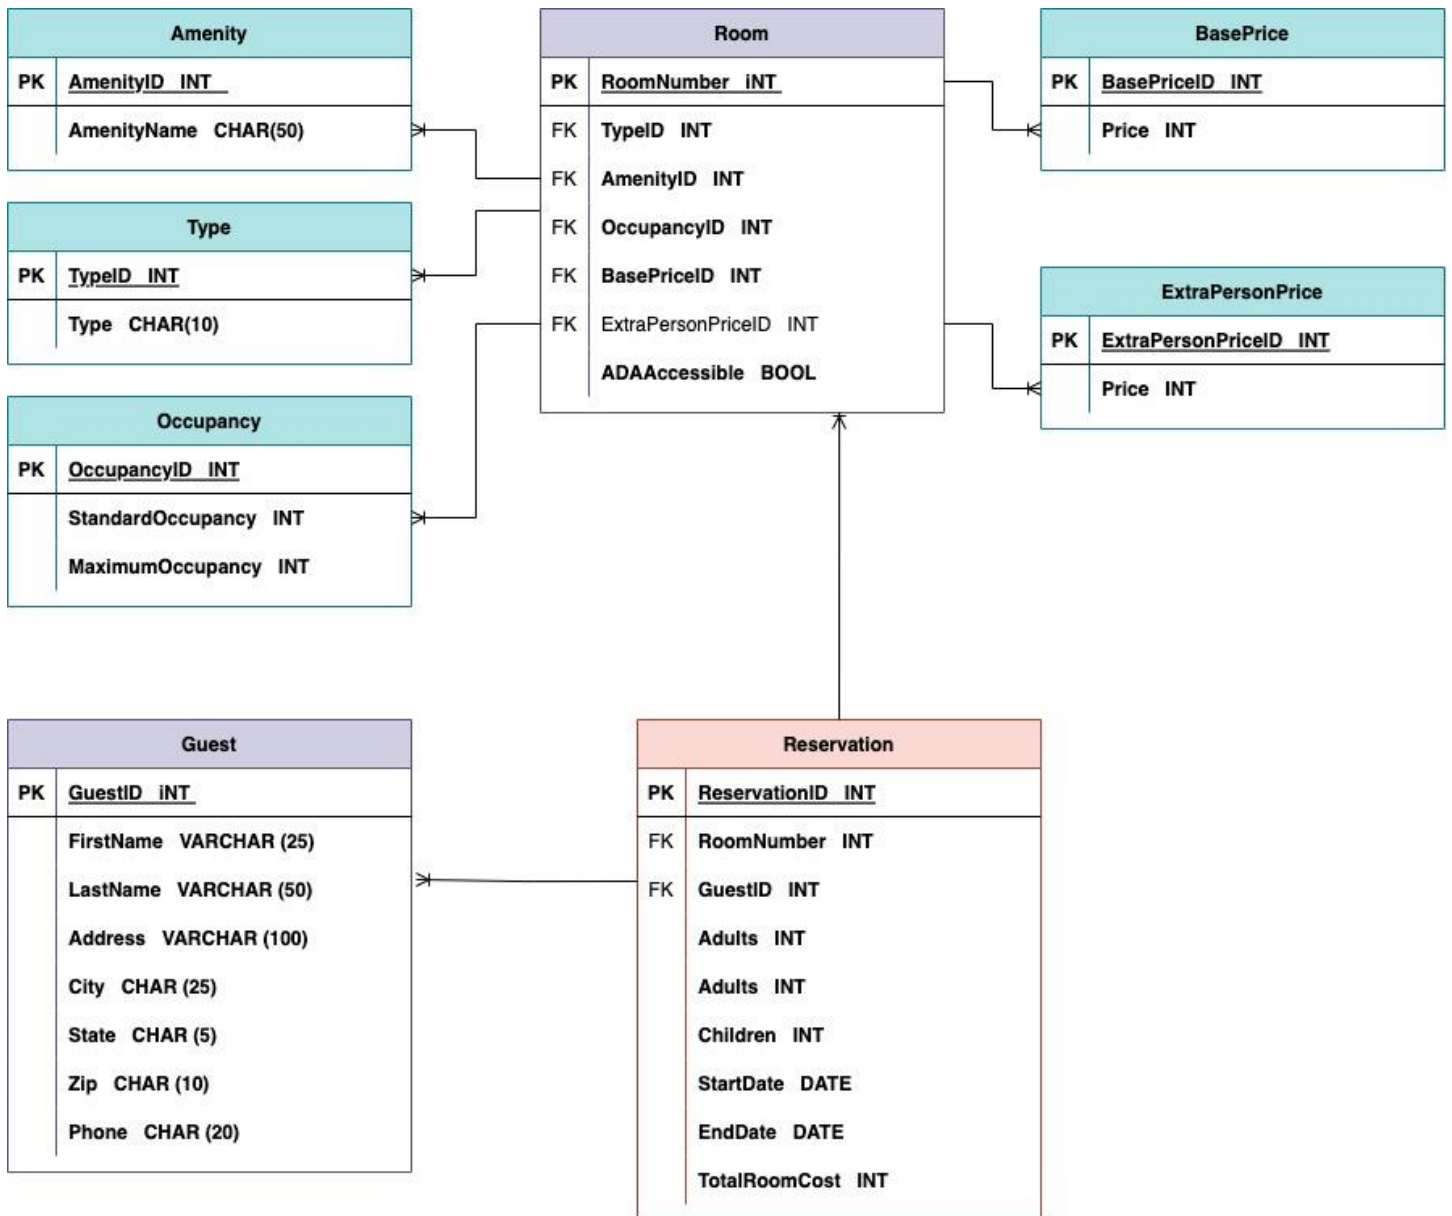 Amenity
PK AmenityID INT
AmenityName CHAR(50)
Type
PK TypeID INT
Type CHAR(10)
Occupancy
PK OccupancyID INT
StandardOccupancy INT
MaximumOccupancy INT
Room
PK RoomNumber iNT
FK TypeID INT
FK AmenityID INT
FK OccupancyID INT
FK BasePriceID INT
FK ExtraPersonPriceID INT
ADAAccessible BOOL
BasePrice
PK BasePriceID INT
Price INT
ExtraPersonPrice
PK ExtraPersonPriceID INT
Price INT
Guest
PK GuestID iNT
FirstName VARCHAR (25)
LastName VARCHAR (50)
Address VARCHAR (100)
City CHAR (25)
State CHAR (5)
Zip CHAR (10)
Phone CHAR (20)
Reservation
PK ReservationID INT
FK RoomNumber INT
FK GuestID INT
Adults INT
Adults INT
Children INT
StartDate DATE
EndDate DATE
TotalRoomCost INT